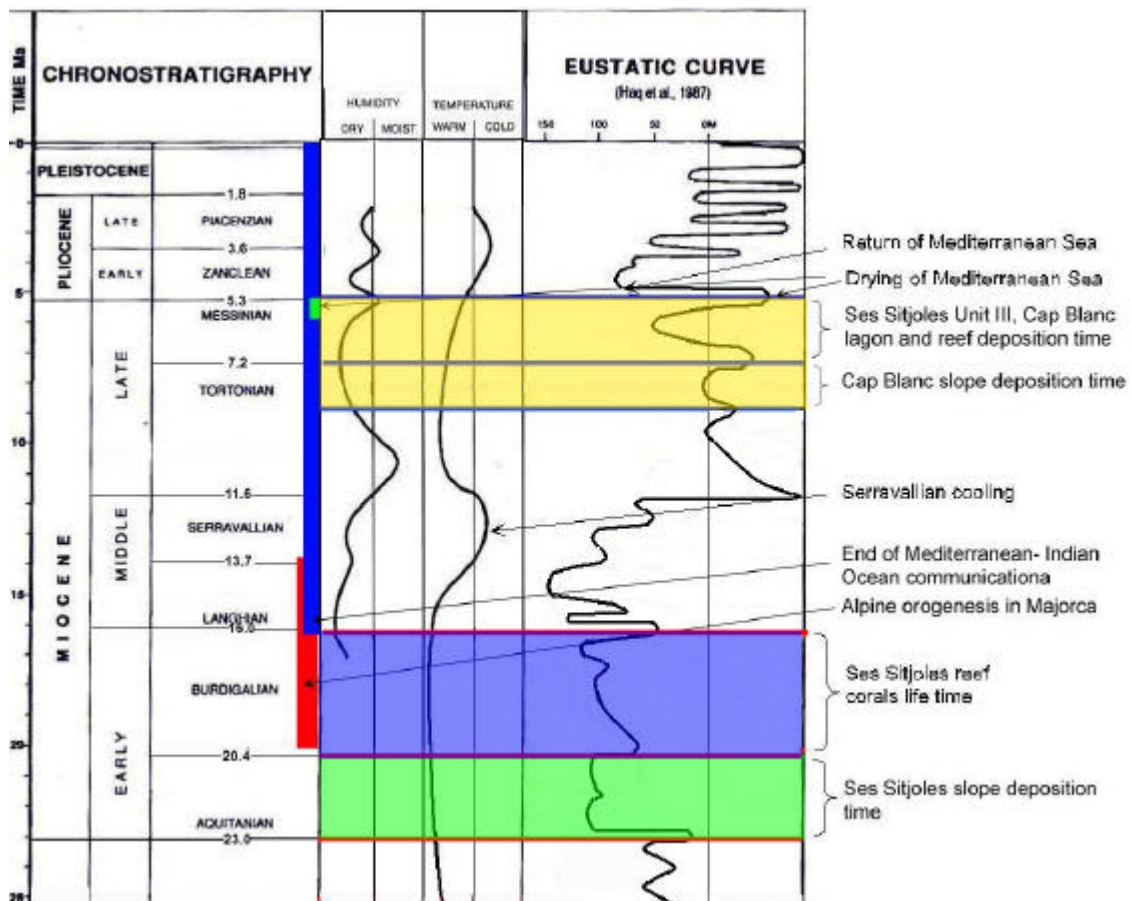 TIME Ma
CHRONOSTRATIGRAPHY
HUMIDITY
DRY
MOIST
TEMPERATURE
WARM
COLD
EUSTATIC CURVE
(Haq et al., 1987)
150
100
50
0M
0
PLEISTOCENE
1.8
PLIOCENE
LATE
PIACENZIAN
3.6
EARLY
ZANCLEAN
5
5.3
MESSINIAN
7.2
LATE
TORTONIAN
10
11.6
MIOCENE
MIDDLE
SERRAVALLIAN
13.7
15
LANGHIAN
BURDIGALIAN
20
20.4
EARLY
AQUITANIAN
23.0
Return of Mediterranean Sea
Drying of Mediterranean Sea
Ses Sitjoles Unit III, Cap Blanc
lagon and reef deposition time
Cap Blanc slope deposition time
Serravallian cooling
End of Mediterranean- Indian
Ocean communicationa
Alpine orogenesis in Majorca
Ses Sitjoles reef
corals life time
Ses Sitjoles slope deposition
time